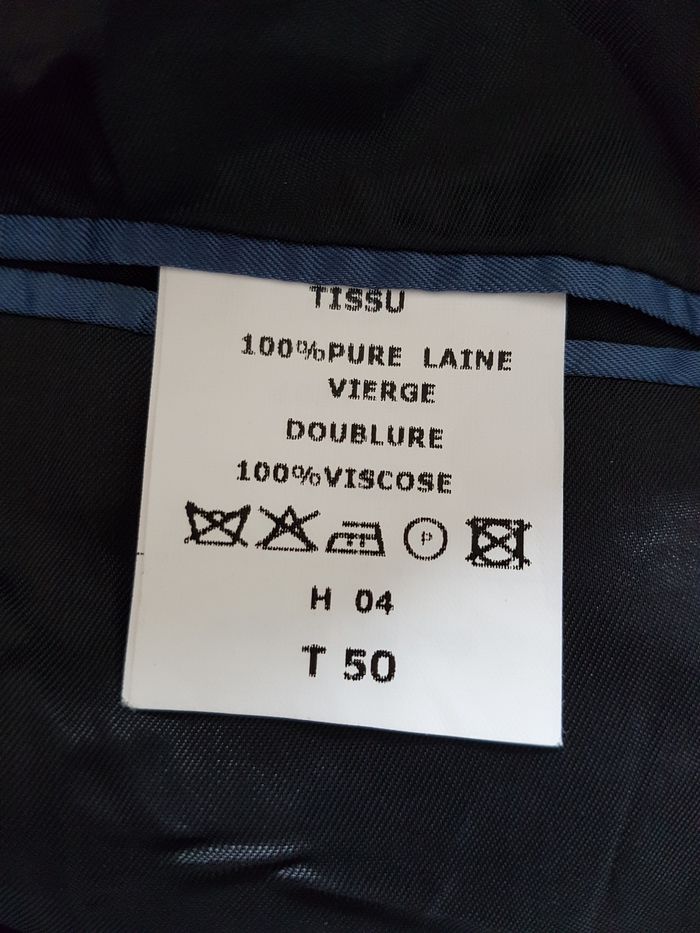 TISSU
100%PURE LAINE
VIERGE
DOUBLURE
100%VISCOSE
P
H 04
T 50